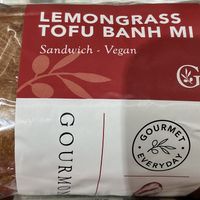 LEMONGRASS
TOFU BANH MI
Sandwich - Vegan
G
GOURMET
EVERYDAY